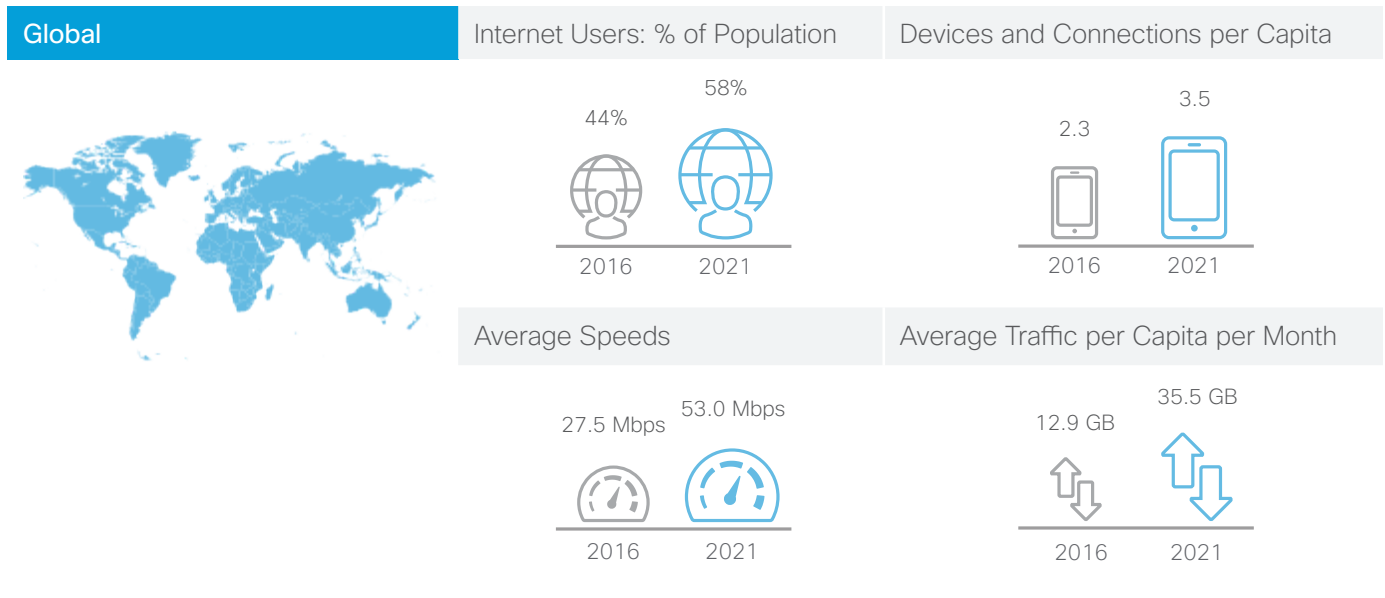 Global
Internet Users: % of Population
Devices and Connections per Capita
44%
58%
2016
2021
2.3
3.5
2016
2021
Average Speeds
Average Traffic per Capita per Month
27.5 Mbps
53.0 Mbps
2016
2021
12.9 GB
35.5 GB
2016
2021